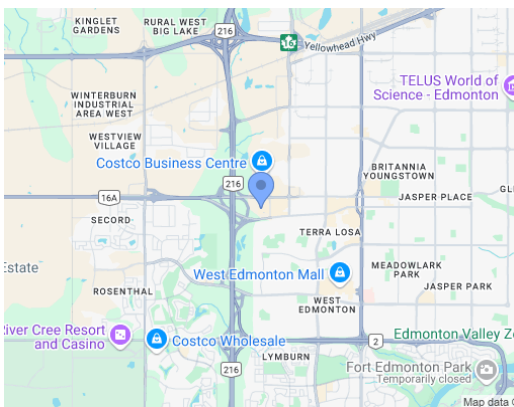 KINGLET
GARDENS
RURAL WEST
BIG LAKE
216
16
Yellowhead Hwy
TELUS World of
Science - Edmonton
WINTERBURN
INDUSTRIAL
AREA WEST
WESTVIEW
VILLAGE
Costco Business Centre
BRITANNIA
YOUNGSTOWN
216
16A
JASPER PLACE
GL
SECORD
TERRA LOSA
Estate
West Edmonton Mall
MEADOWLARK
PARK
JASPER PARK
ROSENTHAL
WEST
EDMONTON
River Cree Resort
and Casino
Costco Wholesale
2
Edmonton Valley Zo
LYMBURN
216
Fort Edmonton Park
Temporarily closed
Map data